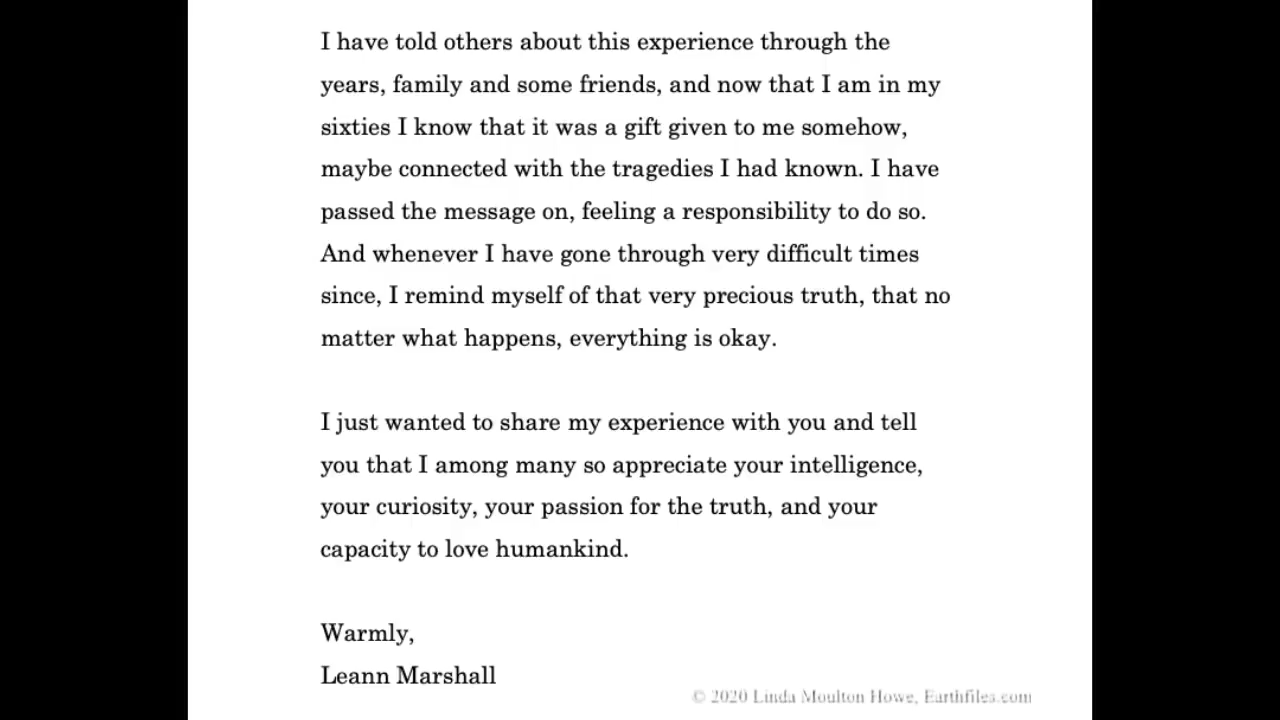 I have told others about this experience through the
years, family and some friends, and now that I am in my
sixties I know that it was a gift given to me somehow,
maybe connected with the tragedies I had known. I have
passed the message on, feeling a responsibility to do so.
And whenever I have gone through very difficult times
since, I remind myself of that very precious truth, that no
matter what happens, everything is okay.
I just wanted to share my experience with you and tell
you that I among many so appreciate your intelligence,
your curiosity, your passion for the truth, and your
capacity to love humankind.
Warmly,
Leann Marshall
© 2020 Linda Moulton Howe, Earthfiles.com